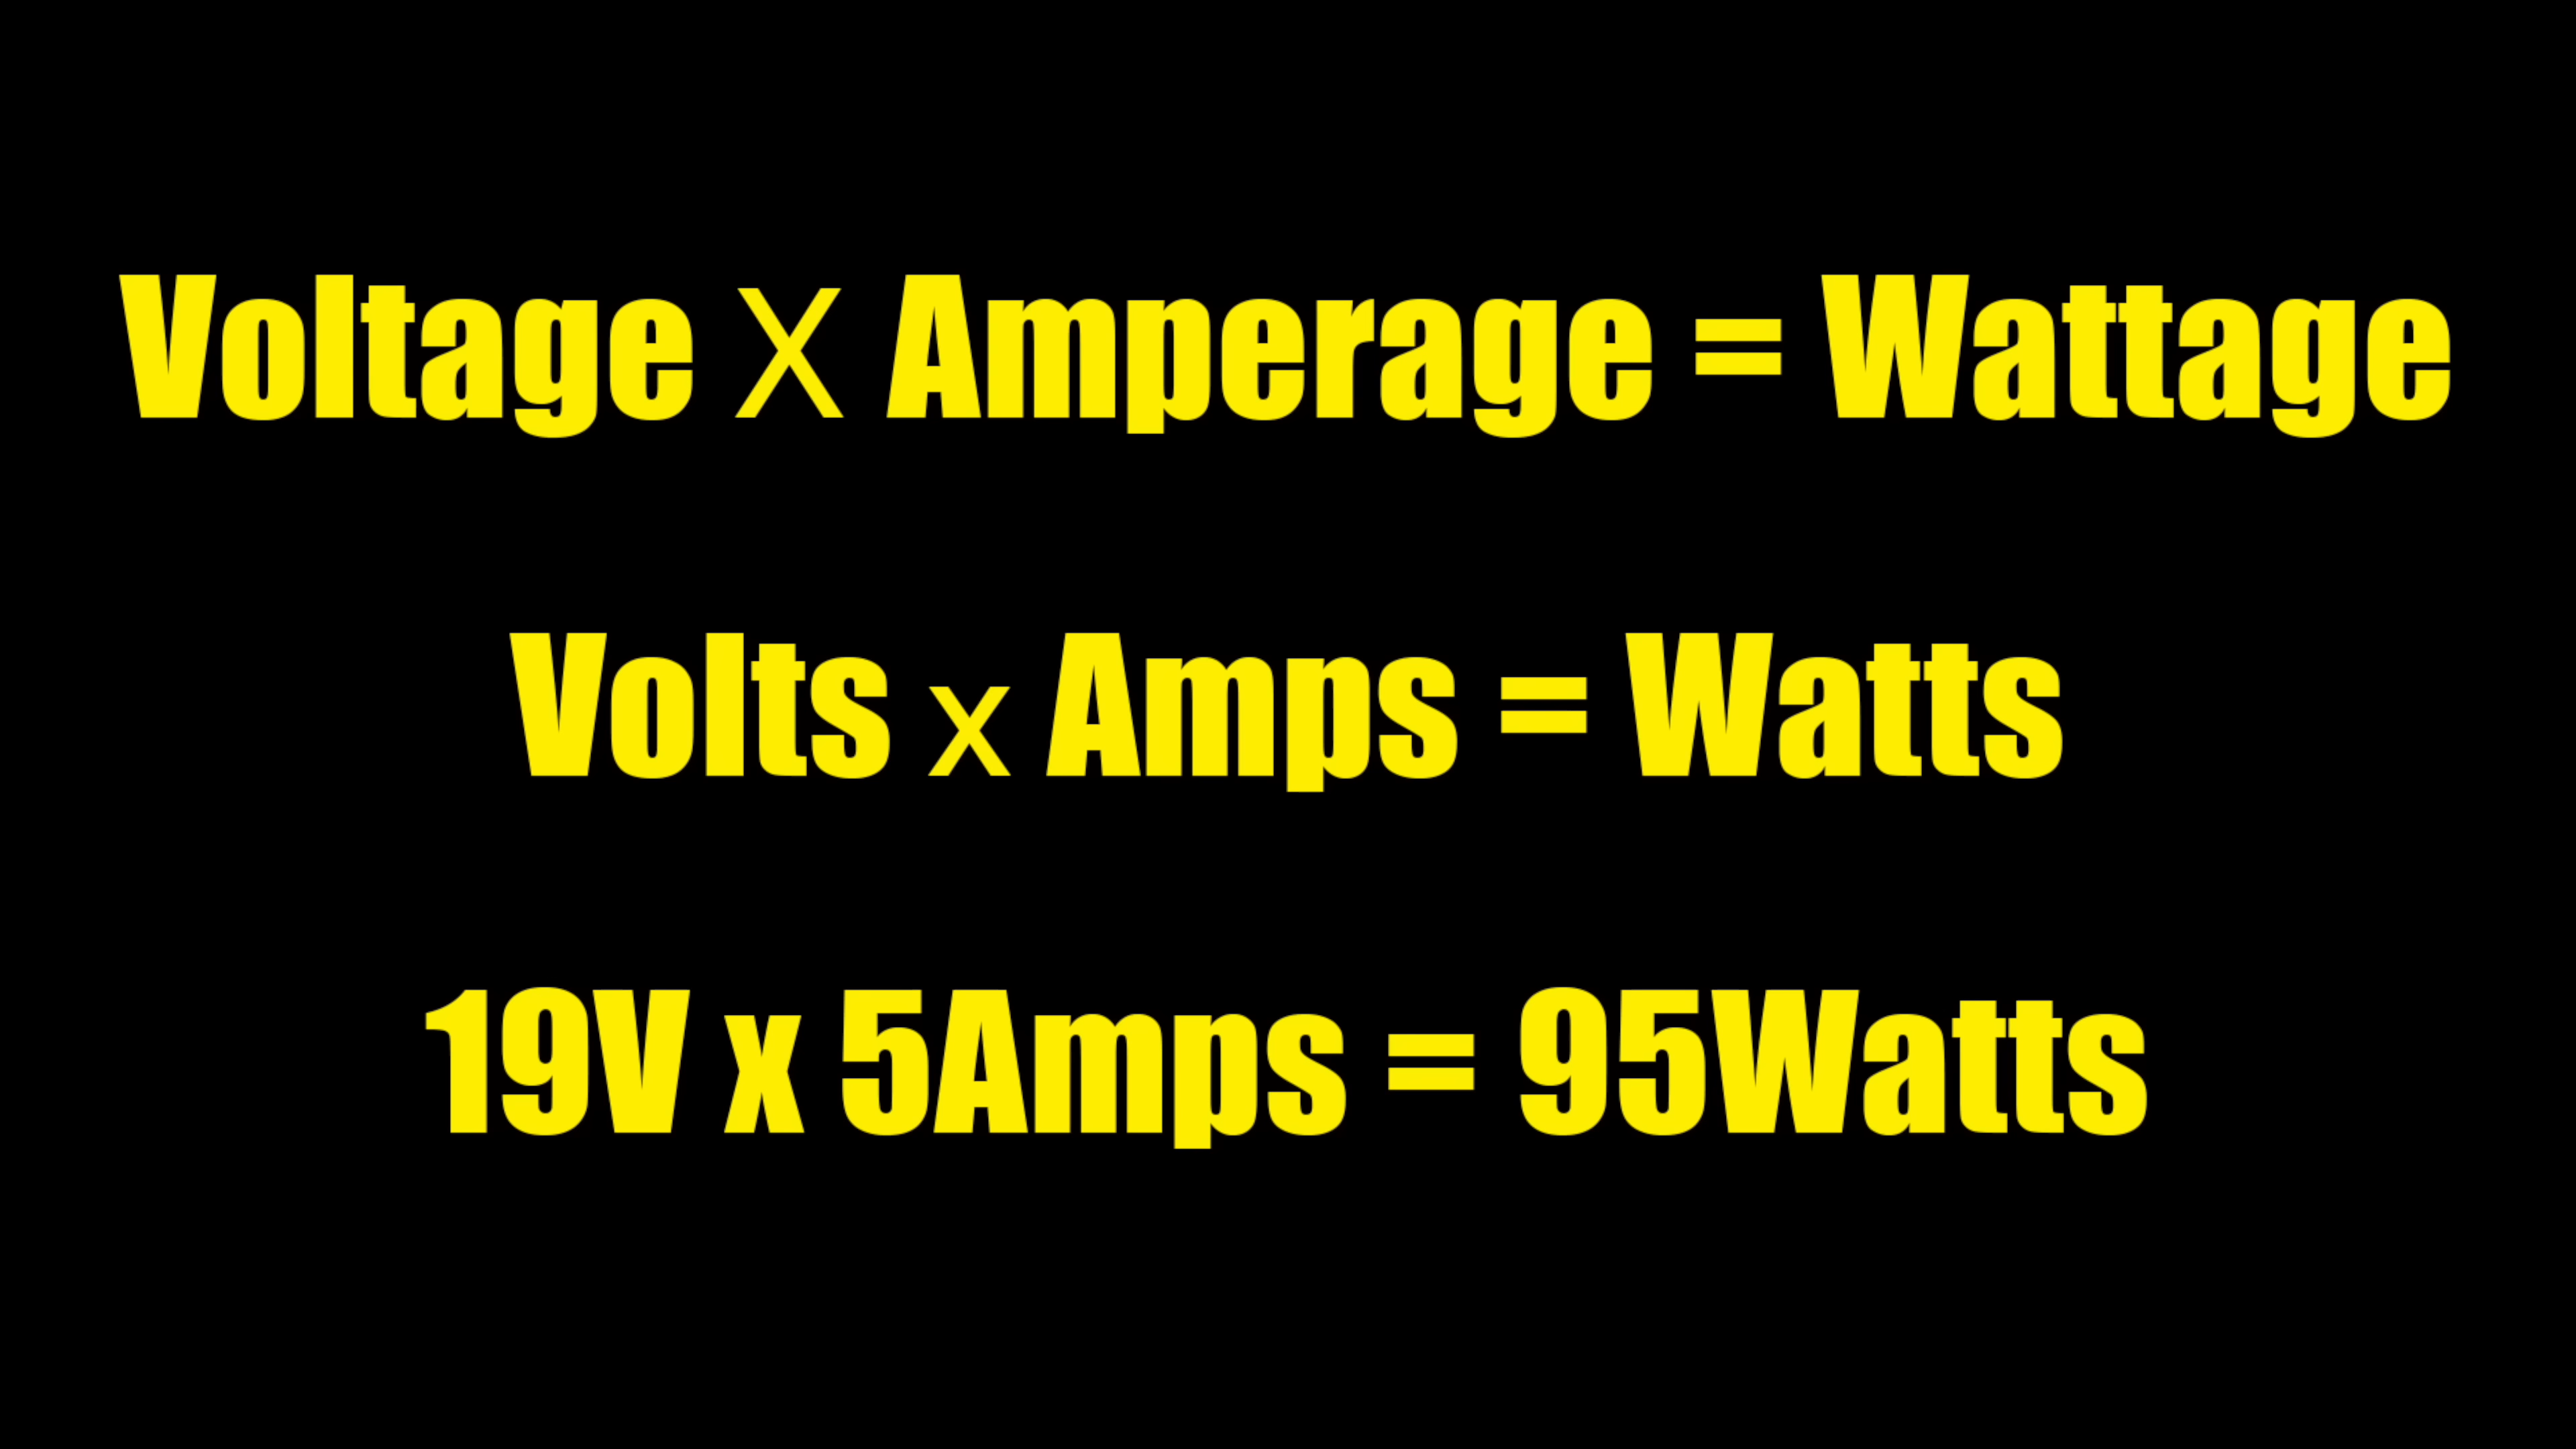 Voltage X Amperage = Wattage
Volts x Amps = Watts
19V x 5Amps = 95Watts